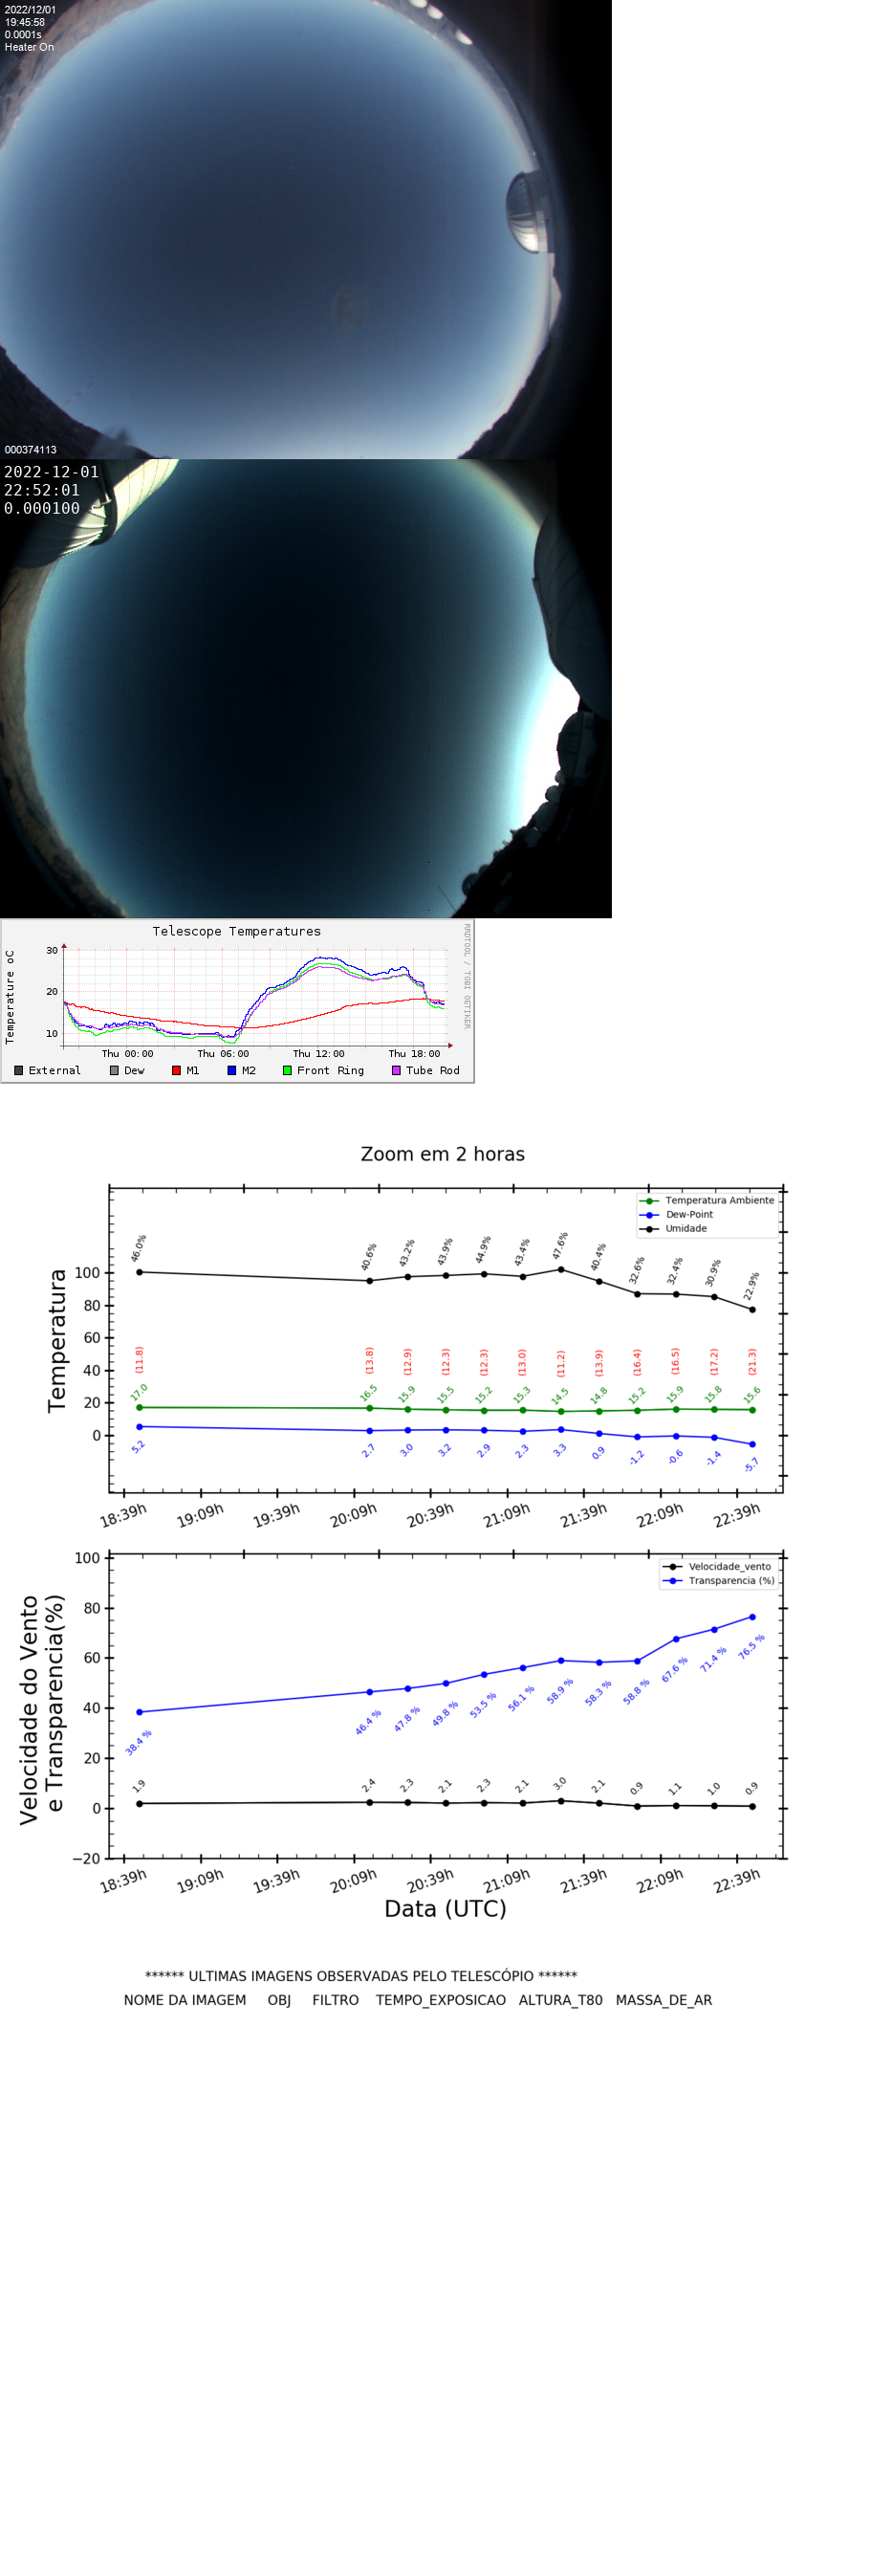 2022/12/01
19:45:58
0.0001s
Heater On
000374113
2022-12-01
22:52:01
0.000100
Telescope Temperatures
RRDTOOL / TOBI OETIKER
Temperature oC
30
20
10
Thu 00:00 Thu 06:00 Thu 12:00 Thu 18:00
External Dew M1 M2 Front Ring Tube Rod
Zoom em 2 horas
Temperatura Ambiente
Dew-Point
Umidade
Temperatura
100
80
60
40
20
0
46.0% 40.6% 43.2% 43.9% 44.9% 43.4% 47.6% 40.4% 32.6% 32.4% 30.9% 22.9%
(11.8) (13.8) (12.9) (12.3) (12.3) (13.0) (11.2) (13.9) (16.4) (16.5) (17.2) (21.3)
17.0 16.5 15.9 15.5 15.2 15.3 14.5 14.8 15.2 15.9 15.8 15.6
5.2 2.7 3.0 3.2 2.9 2.3 3.3 0.9 -1.2 -0.6 -1.4 -5.7
18:39h 19:09h 19:39h 20:09h 20:39h 21:09h 21:39h 22:09h 22:39h
Velocidade_vento
Transparencia (%)
Velocidade do Vento
e Transparencia(%)
100
80
60
40
20
0
−20
38.4 % 46.4 % 47.8 % 49.8 % 53.5 % 56.1 % 58.9 % 58.3 % 58.8 % 67.6 % 71.4 % 76.5 %
1.9 2.4 2.3 2.1 2.3 2.1 3.0 2.1 0.9 1.1 1.0 0.9
18:39h 19:09h 19:39h 20:09h 20:39h 21:09h 21:39h 22:09h 22:39h
Data (UTC)
****** ULTIMAS IMAGENS OBSERVADAS PELO TELESCÓPIO ******
NOME DA IMAGEM OBJ FILTRO TEMPO_EXPOSICAO ALTURA_T80 MASSA_DE_AR